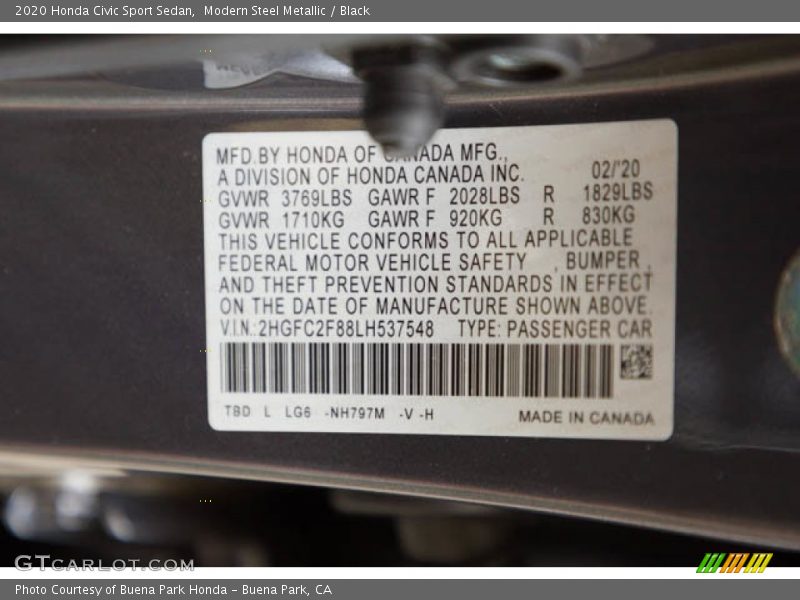 2020 Honda Civic Sport Sedan,  Modern Steel Metallic / Black
MFD.BY HONDA OF CANADA MFG.,
A DIVISION OF HONDA CANADA INC. 02/'20
GVWR 3769LBS GAWR F 2028LBS R 1829LBS
GVWR 1710KG GAWR F 920KG R 830KG
THIS VEHICLE CONFORMS TO ALL APPLICABLE
FEDERAL MOTOR VEHICLE SAFETY , BUMPER ,
AND THEFT PREVENTION STANDARDS IN EFFECT
ON THE DATE OF MANUFACTURE SHOWN ABOVE.
V.I.N.:2HGFC2F88LH537548 TYPE: PASSENGER CAR
TBD L LG6 -NH797M -V -H MADE IN CANADA
GTcarlot.com
Photo Courtesy of Buena Park Honda – Buena Park, CA